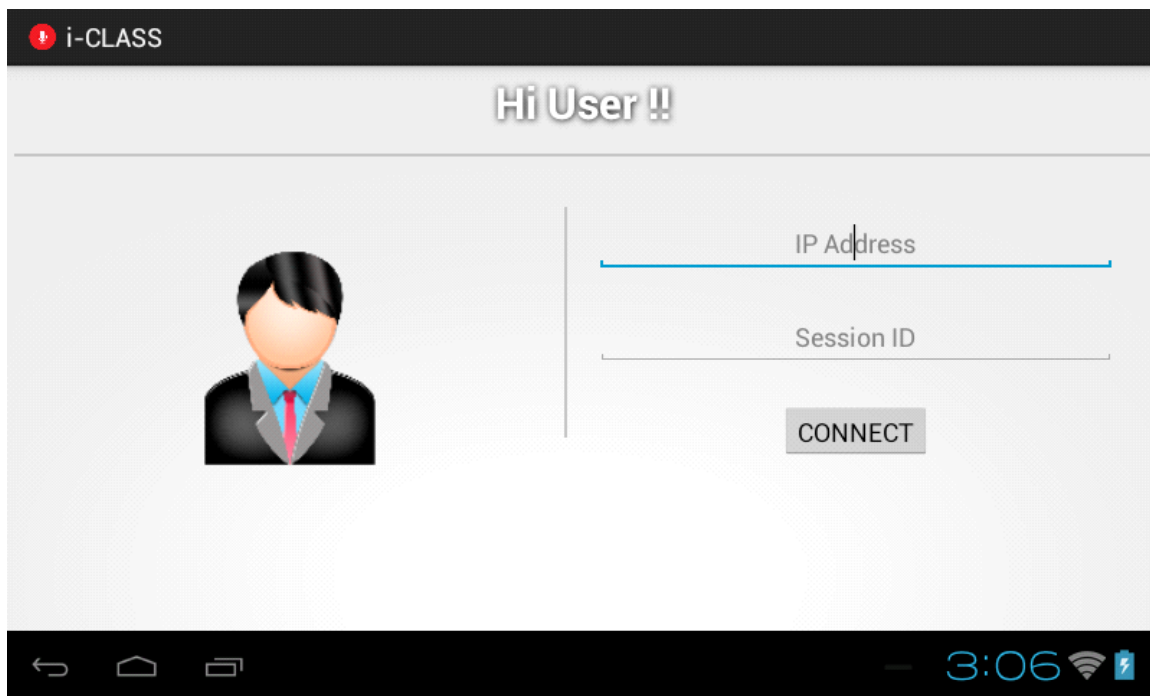 i-CLASS
Hi User !!
IP Address
Session ID
CONNECT
3:06